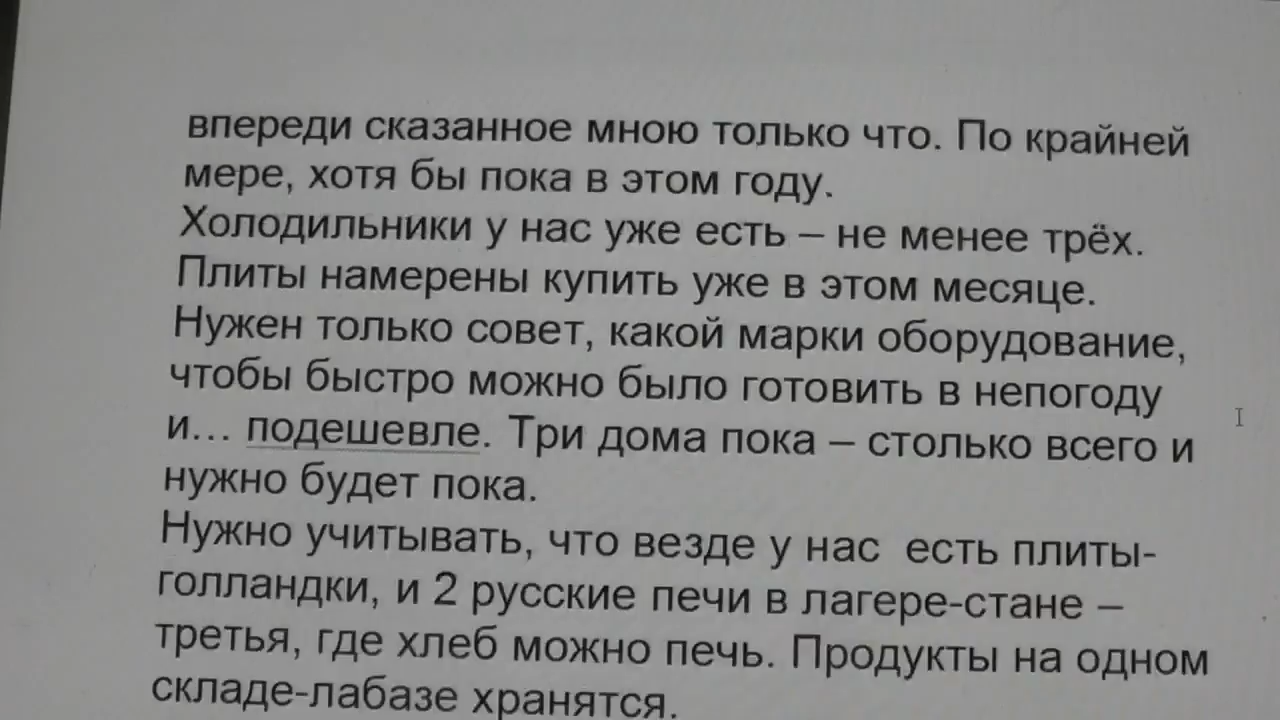 впереди сказанное мною только что. По крайней
мере, хотя бы пока в этом году.
Холодильники у нас уже есть – не менее трёх.
Плиты намерены купить уже в этом месяце.
Нужен только совет, какой марки оборудование,
чтобы быстро можно было готовить в непогоду
и... подешевле. Три дома пока – столько всего и
нужно будет пока.
Нужно учитывать, что везде у нас есть плиты-
голландки, и 2 русские печи в лагере-стане –
третья, где хлеб можно печь. Продукты на одном
складе-лабазе хранятся.